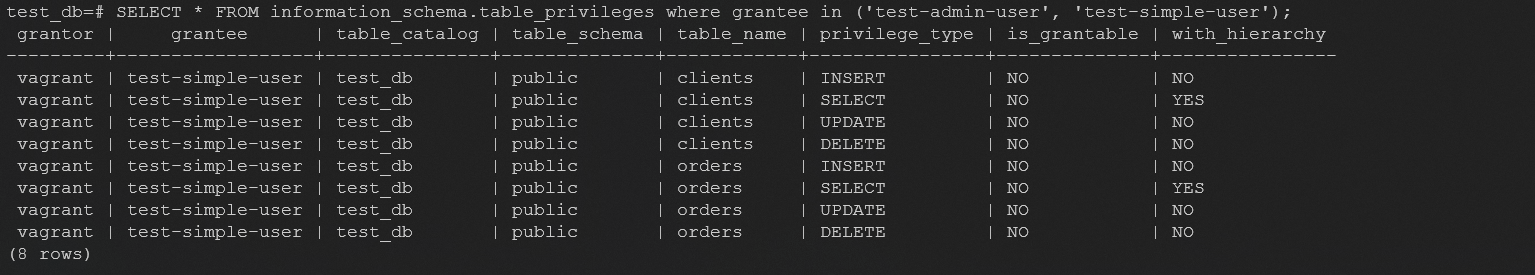 test_db=# SELECT * FROM information_schema.table_privileges where grantee in ('test-admin-user', 'test-simple-user');
 grantor |     grantee      | table_catalog | table_schema | table_name | privilege_type | is_grantable | with_hierarchy
---------+------------------+---------------+--------------+------------+----------------+--------------+----------------
 vagrant | test-simple-user | test_db       | public       | clients    | INSERT         | NO           | NO
 vagrant | test-simple-user | test_db       | public       | clients    | SELECT         | NO           | YES
 vagrant | test-simple-user | test_db       | public       | clients    | UPDATE         | NO           | NO
 vagrant | test-simple-user | test_db       | public       | clients    | DELETE         | NO           | NO
 vagrant | test-simple-user | test_db       | public       | orders     | INSERT         | NO           | NO
 vagrant | test-simple-user | test_db       | public       | orders     | SELECT         | NO           | YES
 vagrant | test-simple-user | test_db       | public       | orders     | UPDATE         | NO           | NO
 vagrant | test-simple-user | test_db       | public       | orders     | DELETE         | NO           | NO
(8 rows)